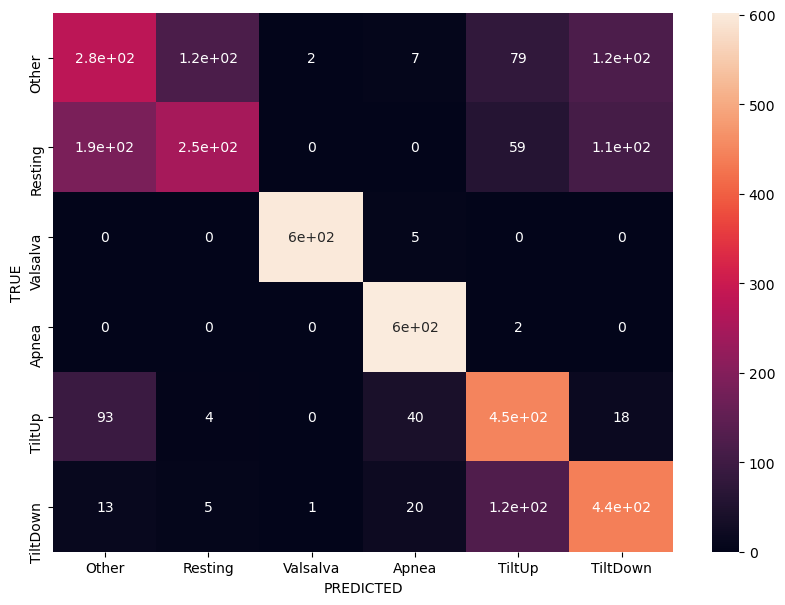 Other 2.8e+02 1.2e+02 2 7 79 1.2e+02
Resting 1.9e+02 2.5e+02 0 0 59 1.1e+02
Valsalva 0 0 6e+02 5 0 0
Apnea 0 0 0 6e+02 2 0
TiltUp 93 4 0 40 4.5e+02 18
TiltDown 13 5 1 20 1.2e+02 4.4e+02
Other Resting Valsalva Apnea TiltUp TiltDown
PREDICTED
TRUE
600
500
400
300
200
100
0